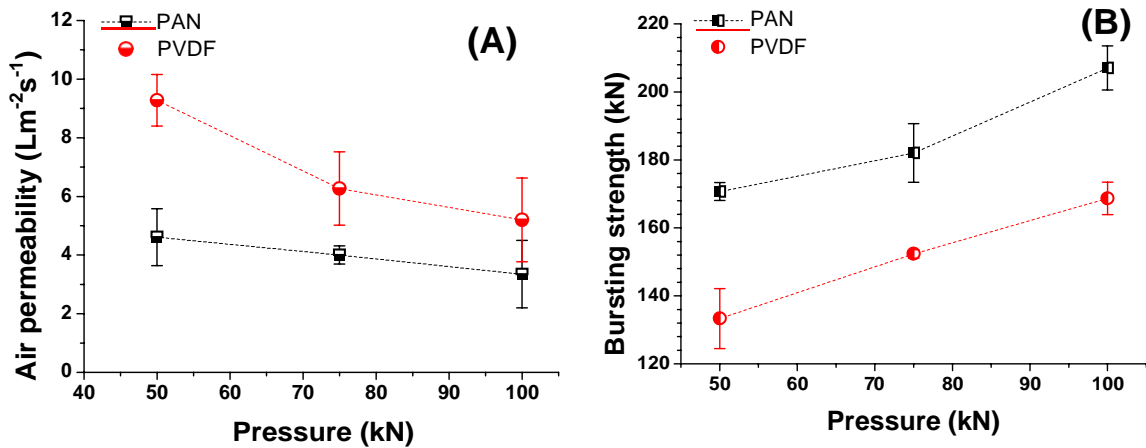 PAN
PVDF
(A)
12
10
8
6
4
2
0
40 50 60 70 80 90 100
Air permeability (Lm⁻²s⁻¹)
Pressure (kN)
PAN
PVDF
(B)
220
200
180
160
140
120
50 60 70 80 90 100
Bursting strength (kN)
Pressure (kN)